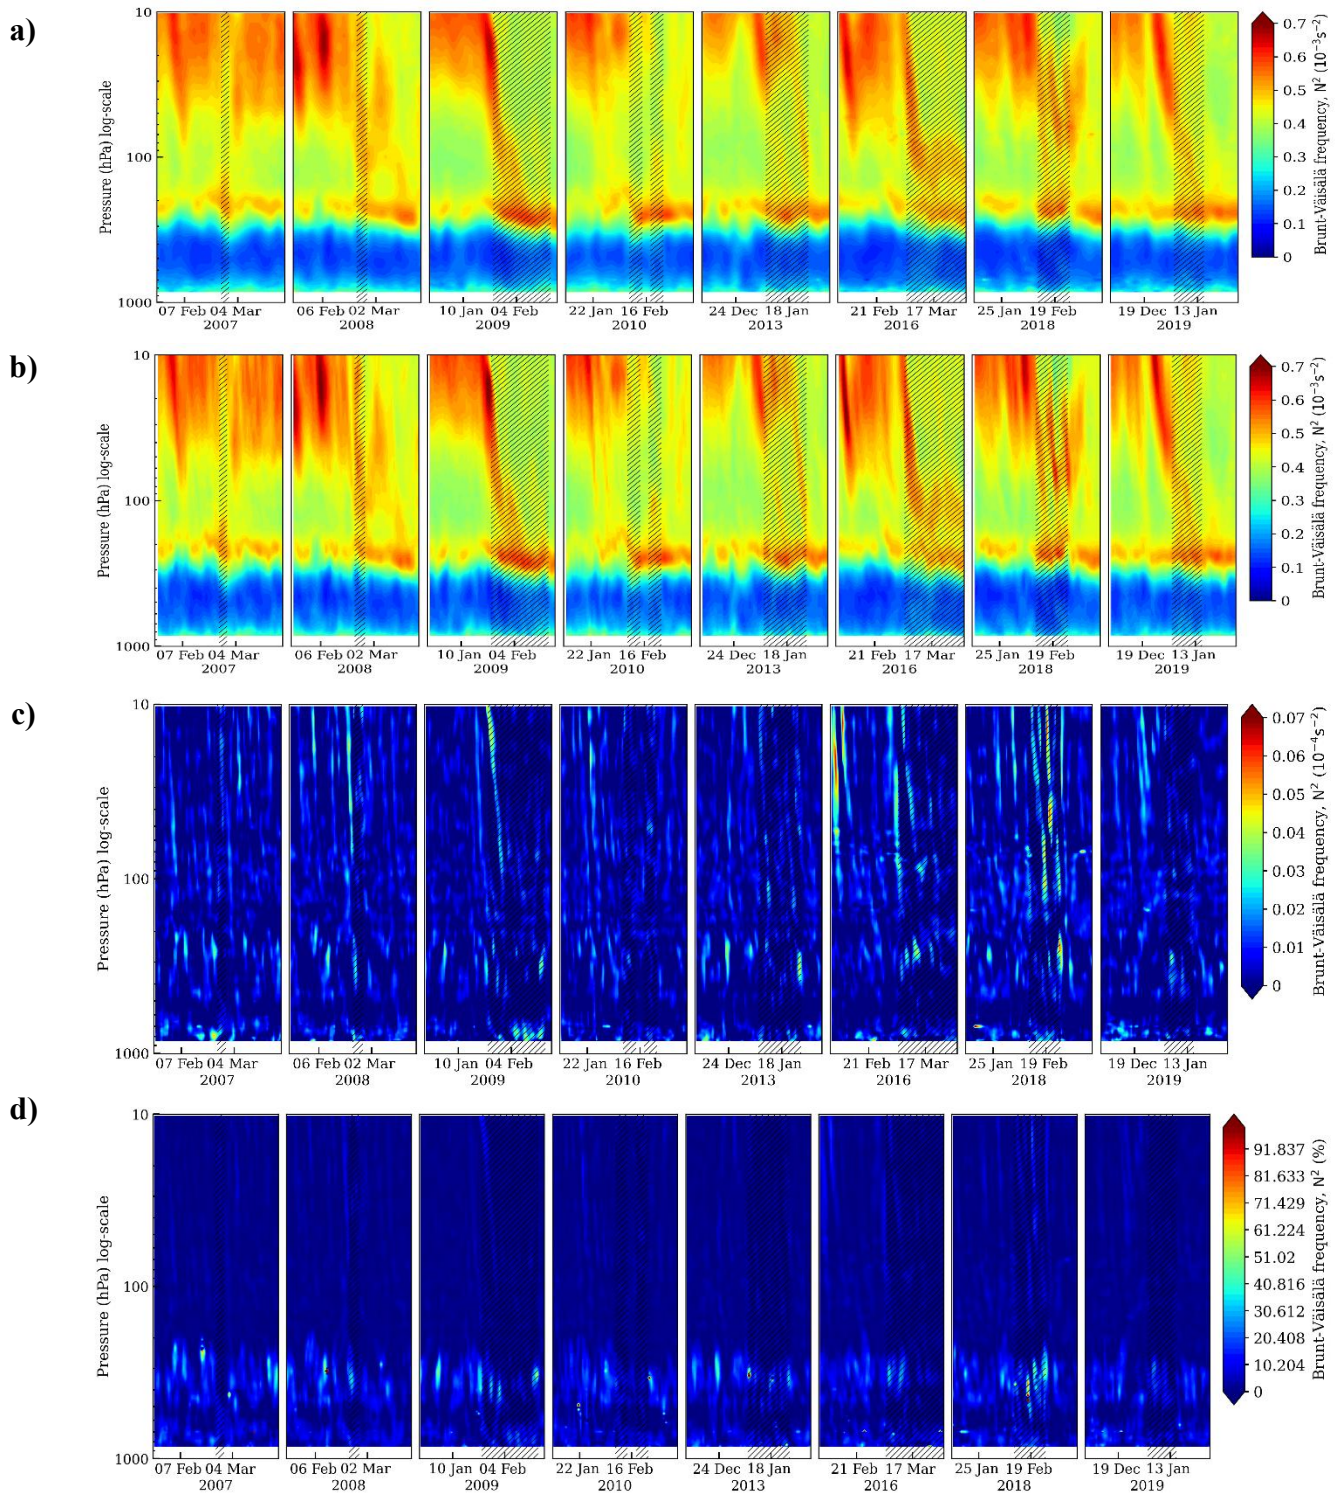 a)
Pressure (hPa) log-scale
10
100
1000
07 Feb 04 Mar
2007
06 Feb 02 Mar
2008
10 Jan 04 Feb
2009
22 Jan 16 Feb
2010
24 Dec 18 Jan
2013
21 Feb 17 Mar
2016
25 Jan 19 Feb
2018
19 Dec 13 Jan
2019
0.7
0.6
0.5
0.4
0.3
0.2
0.1
0
Brunt-Väisälä frequency, N² (10⁻³s⁻²)
b)
Pressure (hPa) log-scale
10
100
1000
07 Feb 04 Mar
2007
06 Feb 02 Mar
2008
10 Jan 04 Feb
2009
22 Jan 16 Feb
2010
24 Dec 18 Jan
2013
21 Feb 17 Mar
2016
25 Jan 19 Feb
2018
19 Dec 13 Jan
2019
0.7
0.6
0.5
0.4
0.3
0.2
0.1
0
Brunt-Väisälä frequency, N² (10⁻³s⁻²)
c)
Pressure (hPa) log-scale
10
100
1000
07 Feb 04 Mar
2007
06 Feb 02 Mar
2008
10 Jan 04 Feb
2009
22 Jan 16 Feb
2010
24 Dec 18 Jan
2013
21 Feb 17 Mar
2016
25 Jan 19 Feb
2018
19 Dec 13 Jan
2019
0.07
0.06
0.05
0.04
0.03
0.02
0.01
0
Brunt-Väisälä frequency, N² (10⁻⁴s⁻²)
d)
Pressure (hPa) log-scale
10
100
1000
07 Feb 04 Mar
2007
06 Feb 02 Mar
2008
10 Jan 04 Feb
2009
22 Jan 16 Feb
2010
24 Dec 18 Jan
2013
21 Feb 17 Mar
2016
25 Jan 19 Feb
2018
19 Dec 13 Jan
2019
91.837
81.633
71.429
61.224
51.02
40.816
30.612
20.408
10.204
0
Brunt-Väisälä frequency, N² (%)